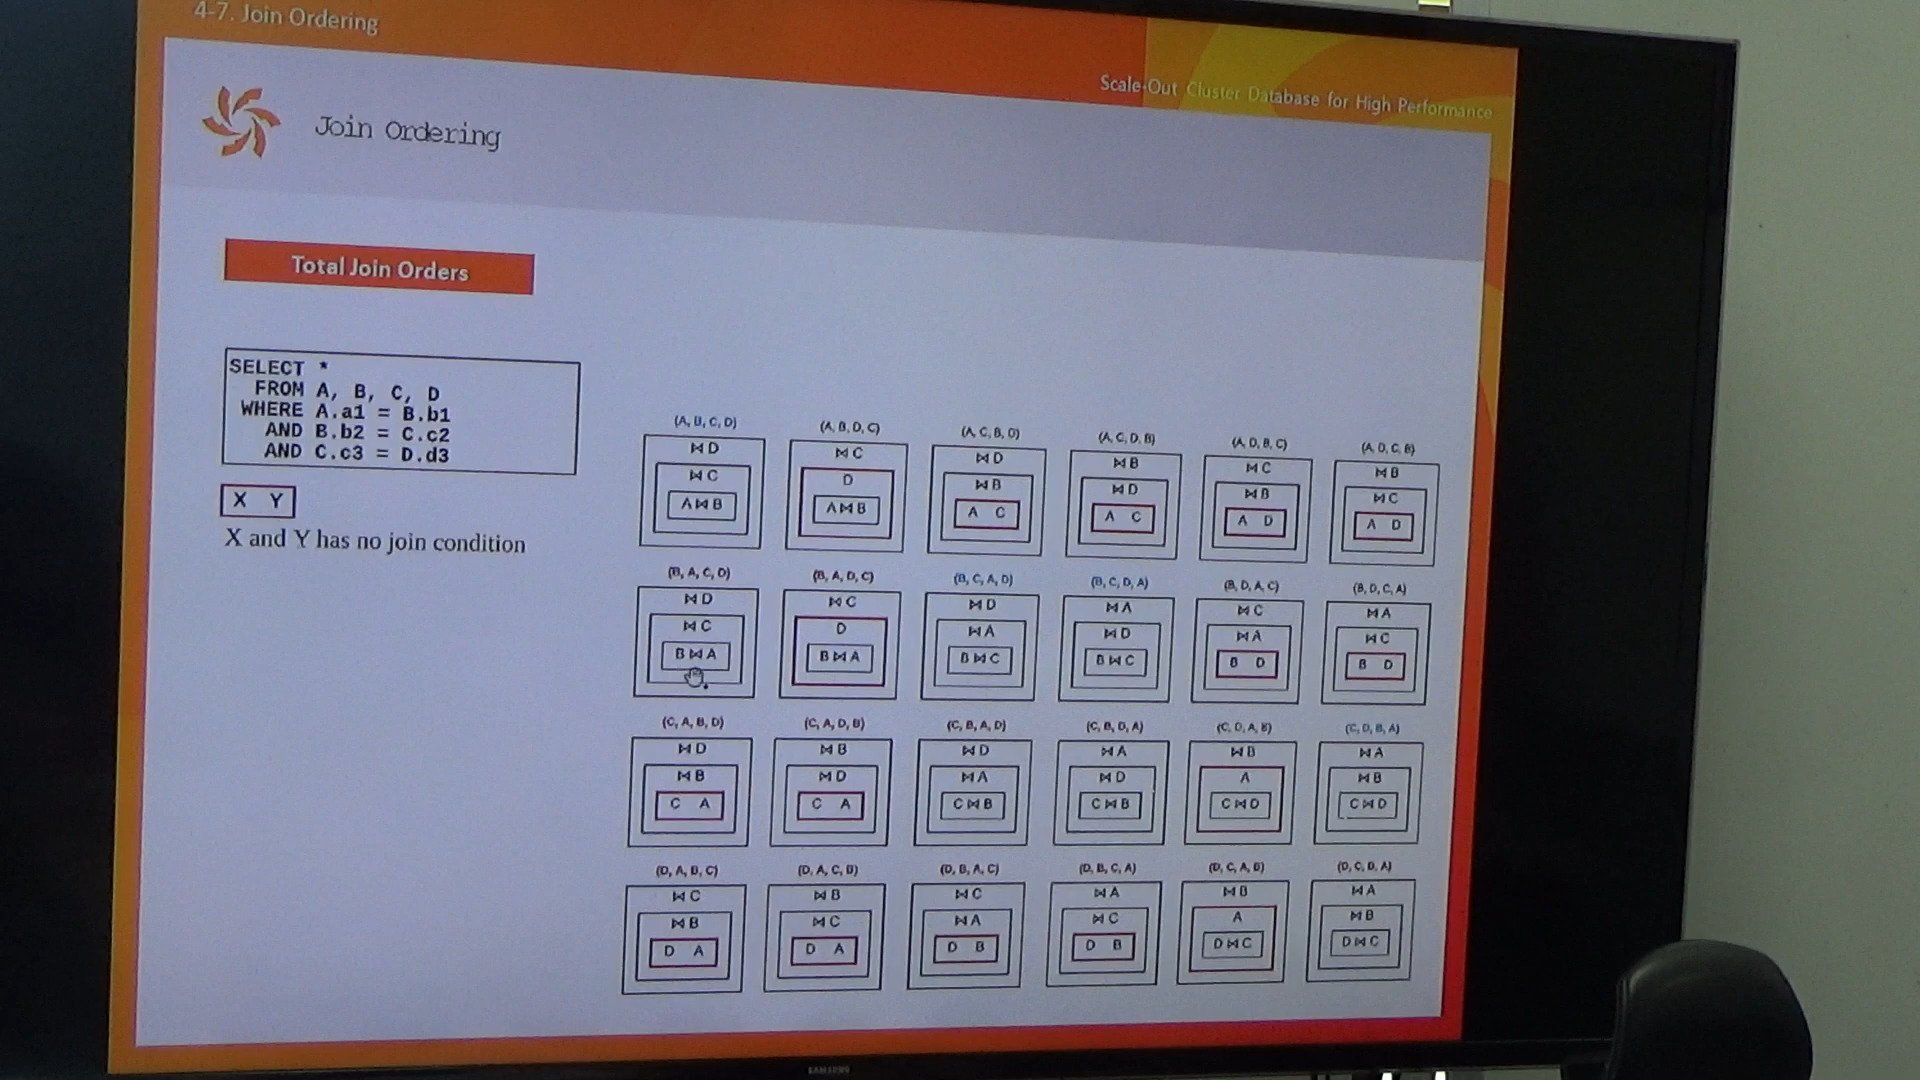 4-7. Join Ordering
Scale-Out Cluster Database for High Performance
Join Ordering
Total Join Orders
SELECT *
FROM A, B, C, D
WHERE A.a1 = B.b1
AND B.b2 = C.c2
AND C.c3 = D.d3
X Y
X and Y has no join condition
(A, B, C, D) (A, B, D, C) (A, C, B, D) (A, C, D, B) (A, D, B, C) (A, D, C, B)
⋈ D ⋈ C ⋈ D ⋈ B ⋈ C ⋈ B
⋈ C D ⋈ B ⋈ D ⋈ B ⋈ C
A ⋈ B A ⋈ B A C A C A D A D
(B, A, C, D) (B, A, D, C) (B, C, A, D) (B, C, D, A) (B, D, A, C) (B, D, C, A)
⋈ D ⋈ C ⋈ D ⋈ A ⋈ C ⋈ A
⋈ C D ⋈ A ⋈ D ⋈ A ⋈ C
B ⋈ A B ⋈ A B ⋈ C B ⋈ C B D B D
(C, A, B, D) (C, A, D, B) (C, B, A, D) (C, B, D, A) (C, D, A, B) (C, D, B, A)
⋈ D ⋈ B ⋈ D ⋈ A ⋈ B ⋈ A
⋈ B ⋈ D ⋈ A ⋈ D A ⋈ B
C A C A C ⋈ B C ⋈ B C ⋈ D C ⋈ D
(D, A, B, C) (D, A, C, B) (D, B, A, C) (D, B, C, A) (D, C, A, B) (D, C, B, A)
⋈ C ⋈ B ⋈ C ⋈ A ⋈ B ⋈ A
⋈ B ⋈ C ⋈ A ⋈ C A ⋈ B
D A D A D B D B D ⋈ C D ⋈ C
SAMSUNG